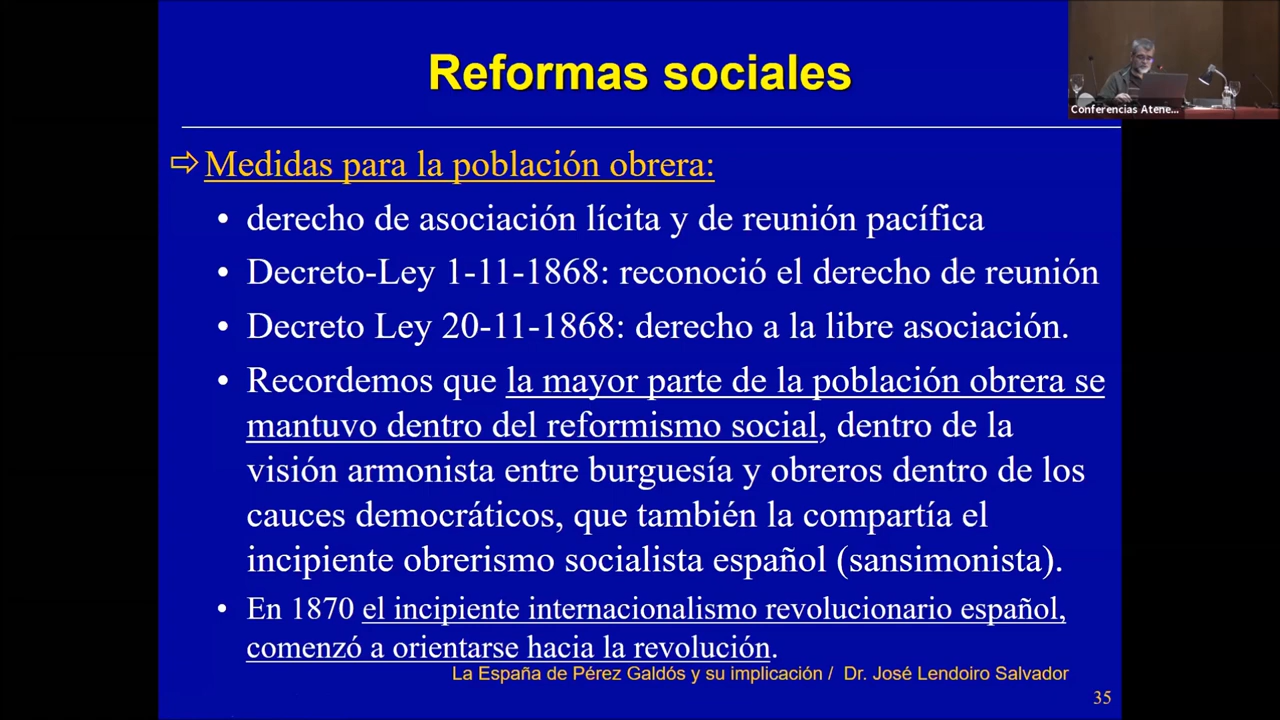 Reformas sociales
Conferencias Atene...
⇨Medidas para la población obrera:
• derecho de asociación lícita y de reunión pacífica
• Decreto-Ley 1-11-1868: reconoció el derecho de reunión
• Decreto Ley 20-11-1868: derecho a la libre asociación.
• Recordemos que la mayor parte de la población obrera se
mantuvo dentro del reformismo social, dentro de la
visión armonista entre burguesía y obreros dentro de los
cauces democráticos, que también la compartía el
incipiente obrerismo socialista español (sansimonista).
• En 1870 el incipiente internacionalismo revolucionario español,
comenzó a orientarse hacia la revolución.
La España de Pérez Galdós y su implicación / Dr. José Lendoiro Salvador
35